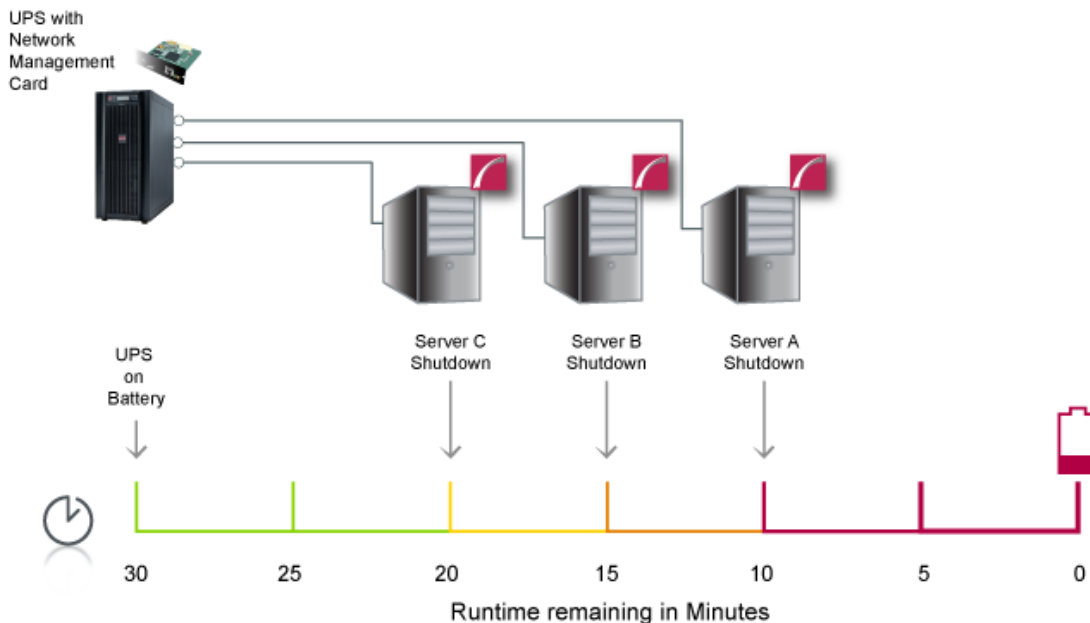 UPS with
Network
Management
Card
Server C
Shutdown
Server B
Shutdown
Server A
Shutdown
UPS
on
Battery
30
25
20
15
10
5
0
Runtime remaining in Minutes